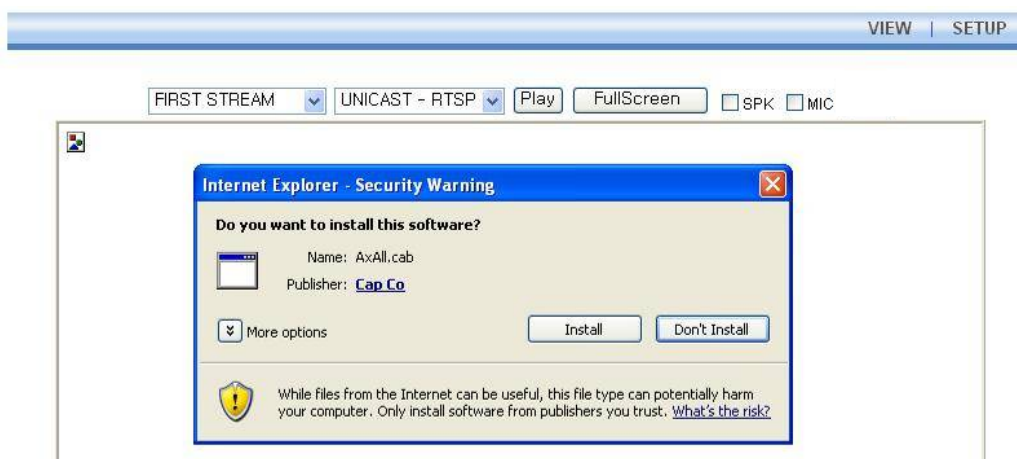 VIEW | SETUP
FIRST STREAM UNICAST - RTSP Play FullScreen SPK MIC
Internet Explorer - Security Warning
Do you want to install this software?
Name: AxAll.cab
Publisher: Cap Co
More options Install Don't Install
While files from the Internet can be useful, this file type can potentially harm
your computer. Only install software from publishers you trust. What's the risk?